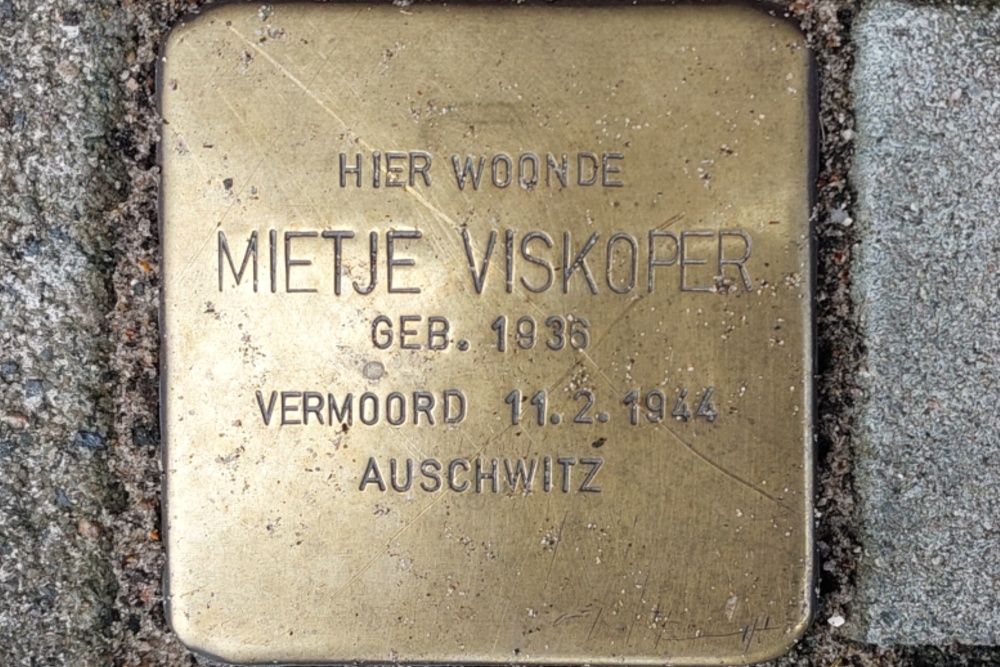 HIER WOONDE
MIETJE VISKOPER
GEB. 1936
VERMOORD 11.2.1944
AUSCHWITZ